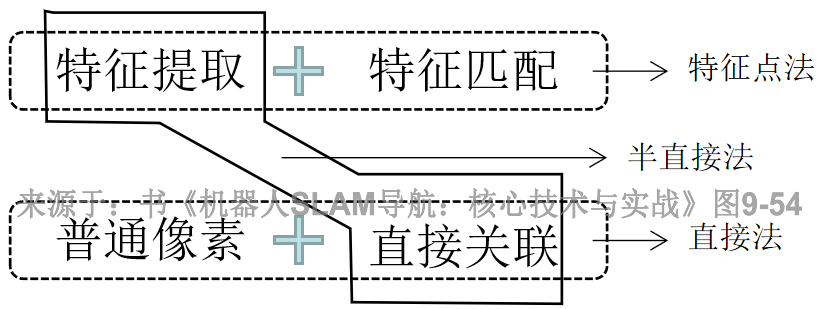 特征提取 + 特征匹配 → 特征点法
→ 半直接法
来源于：书《机器人SLAM导航：核心技术与实战》图9-54
普通像素 + 直接关联 → 直接法